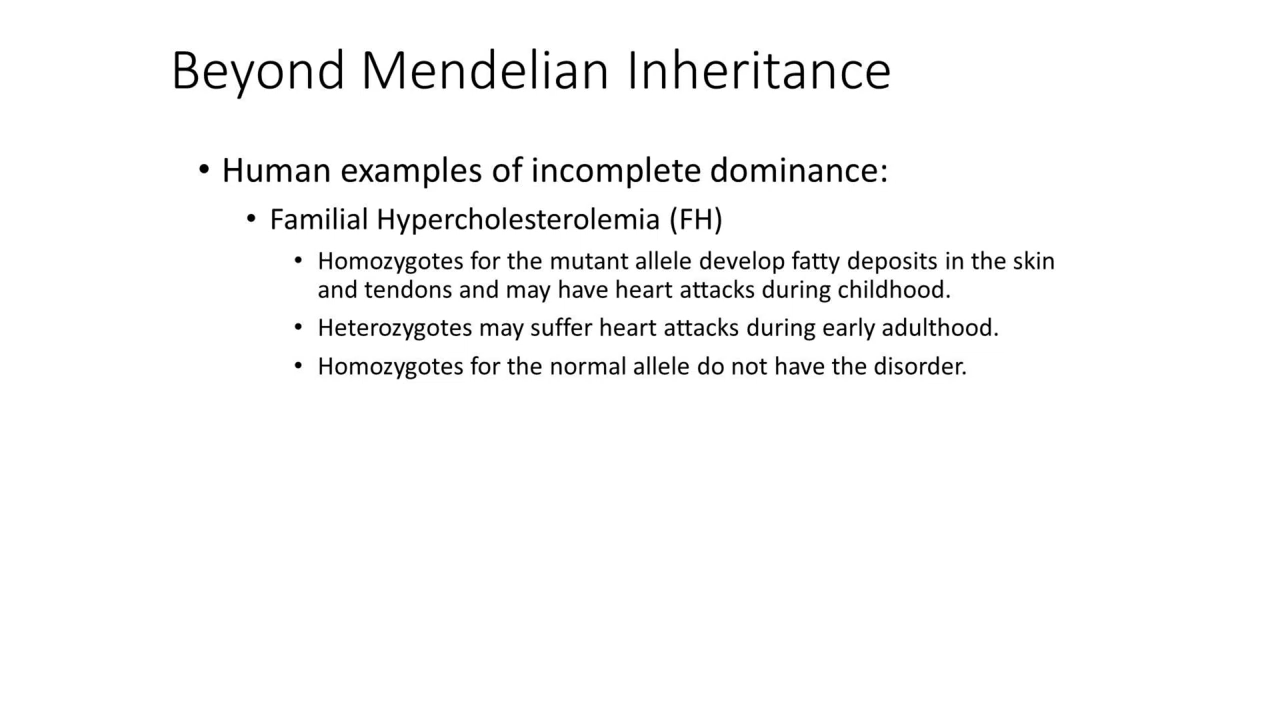 Beyond Mendelian Inheritance
• Human examples of incomplete dominance:
• Familial Hypercholesterolemia (FH)
• Homozygotes for the mutant allele develop fatty deposits in the skin
and tendons and may have heart attacks during childhood.
• Heterozygotes may suffer heart attacks during early adulthood.
• Homozygotes for the normal allele do not have the disorder.